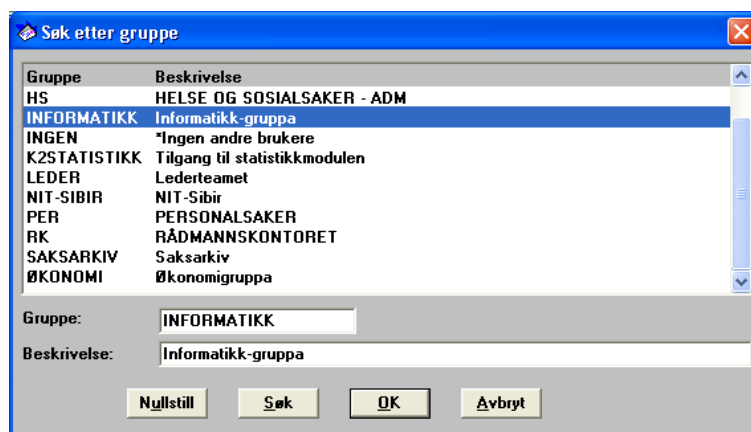 Søk etter gruppe
Gruppe Beskrivelse
HS HELSE OG SOSIALSAKER - ADM
INFORMATIKK Informatikk-gruppa
INGEN *Ingen andre brukere
K2STATISTIKK Tilgang til statistikkmodulen
LEDER Lederteamet
NIT-SIBIR NIT-Sibir
PER PERSONALSAKER
RK RÅDMANNSKONTORET
SAKSARKIV Saksarkiv
ØKONOMI Økonomigruppa
Gruppe: INFORMATIKK
Beskrivelse: Informatikk-gruppa
Nullstill Søk OK Avbryt